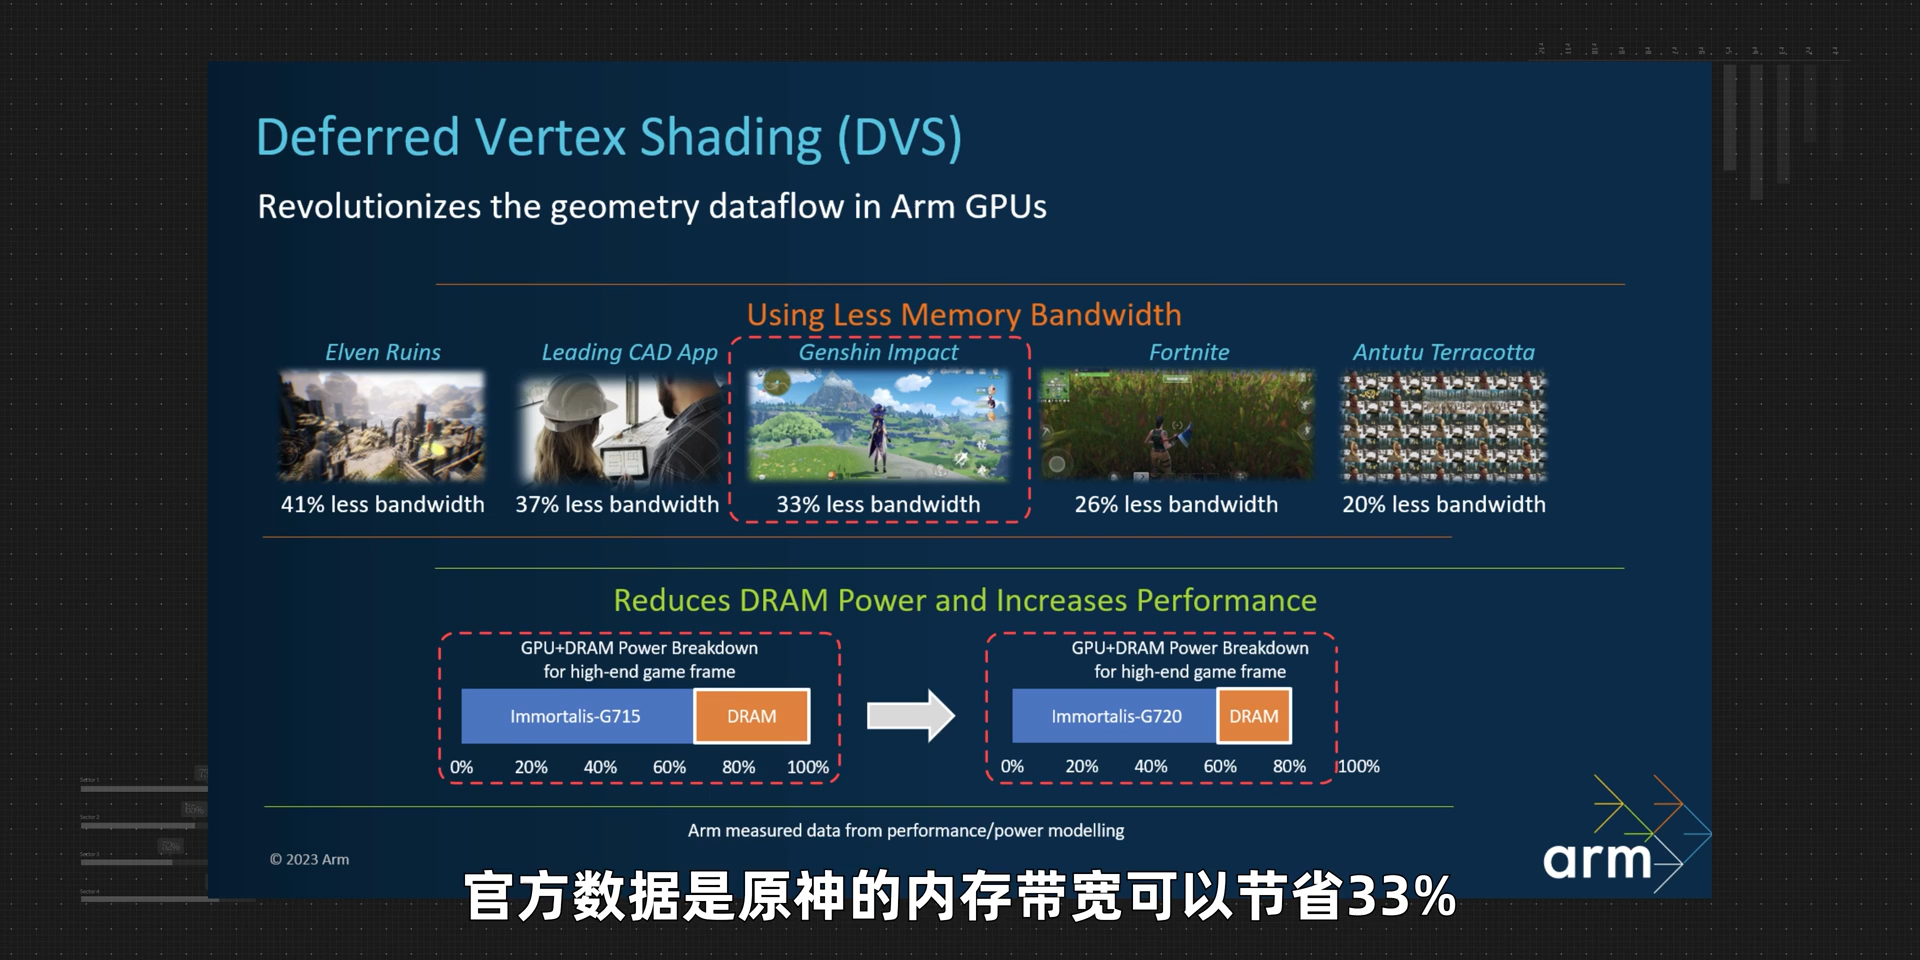 Deferred Vertex Shading (DVS)
Revolutionizes the geometry dataflow in Arm GPUs
Using Less Memory Bandwidth
Elven Ruins
Leading CAD App
Genshin Impact
Fortnite
Antutu Terracotta
41% less bandwidth
37% less bandwidth
33% less bandwidth
26% less bandwidth
20% less bandwidth
Reduces DRAM Power and Increases Performance
GPU+DRAM Power Breakdown
for high-end game frame
Immortalis-G715
DRAM
0% 20% 40% 60% 80% 100%
GPU+DRAM Power Breakdown
for high-end game frame
Immortalis-G720
DRAM
0% 20% 40% 60% 80% 100%
Arm measured data from performance/power modelling
© 2023 Arm
arm
官方数据是原神的内存带宽可以节省33%